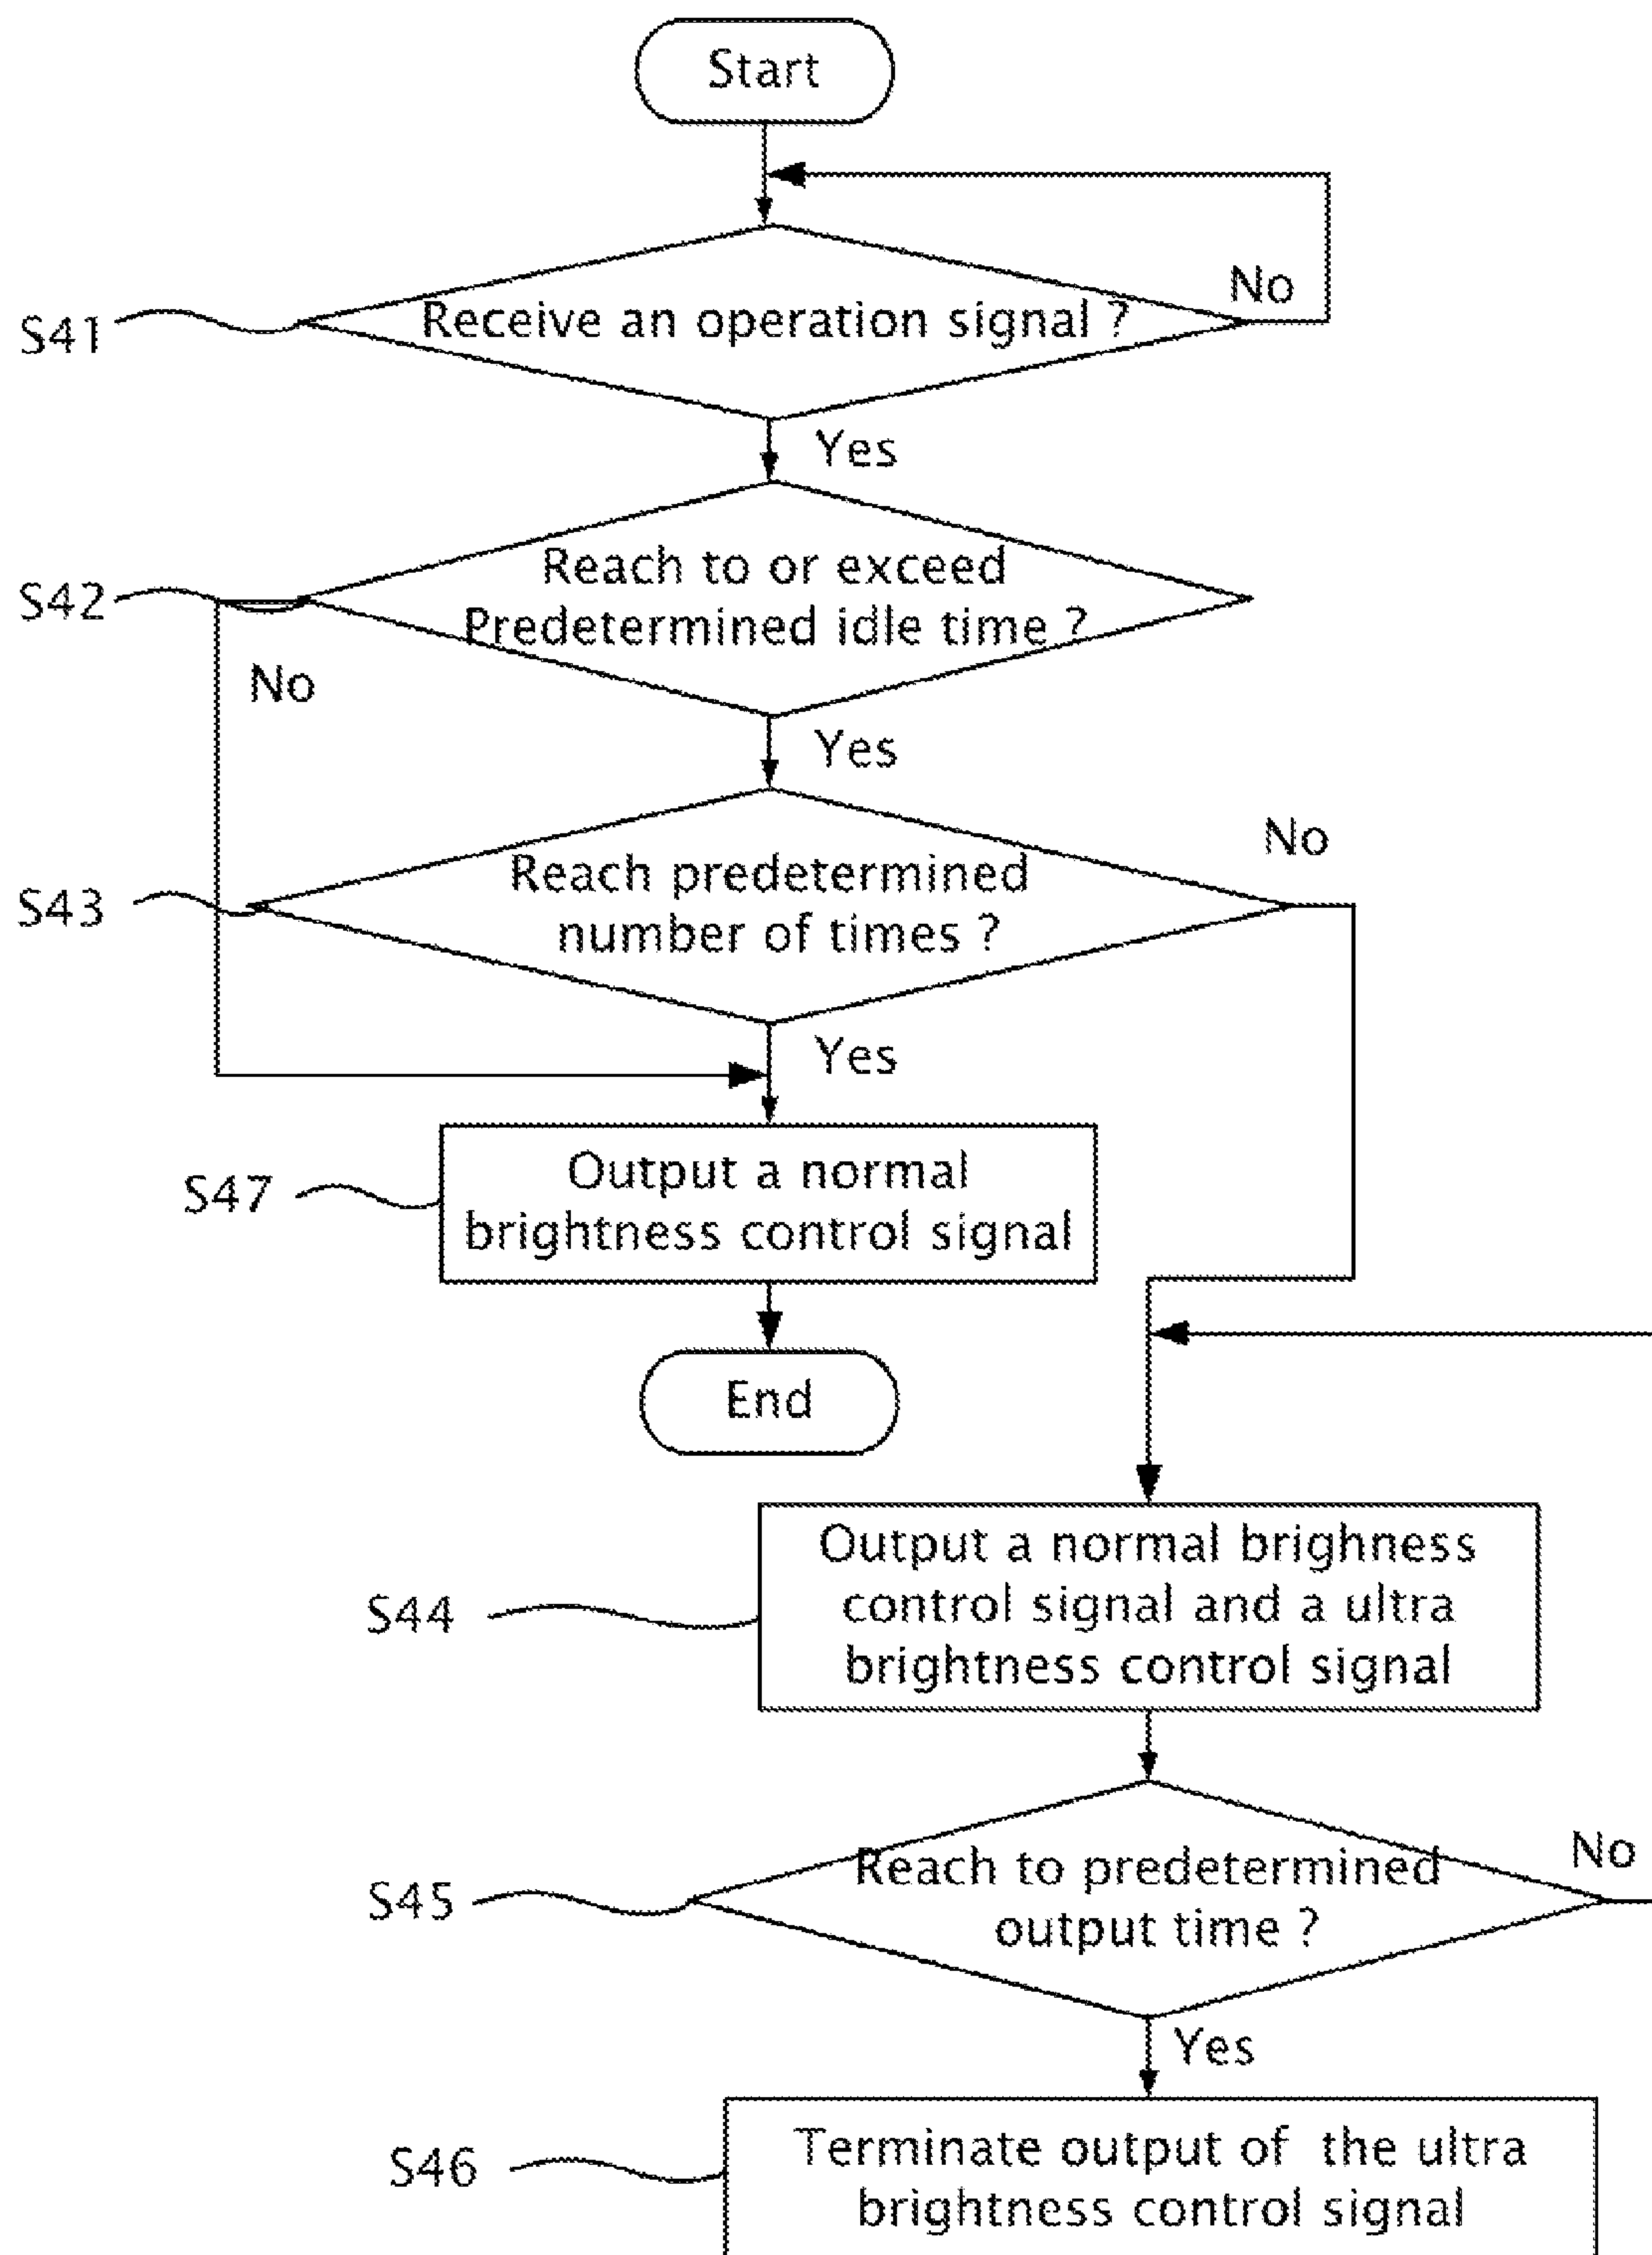 Start
No
S41
Receive an operation signal ?
Yes
S42
Reach to or exceed
Predetermined idle time ?
No
Yes
No
S43
Reach predetermined
number of times ?
Yes
S47
Output a normal
brightness control signal
End
S44
Output a normal brighness
control signal and a ultra
brightness control signal
No
S45
Reach to predetermined
output time ?
Yes
S46
Terminate output of the ultra
brightness control signal